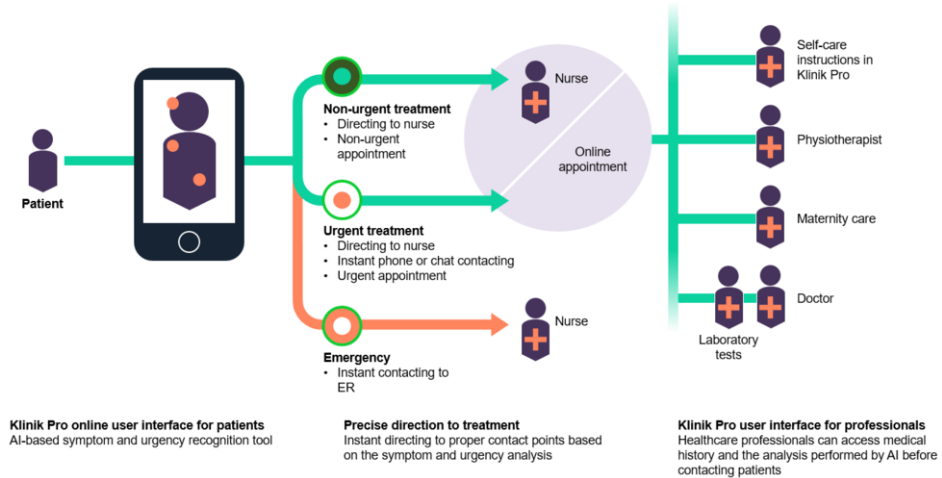 Patient
Non-urgent treatment
• Directing to nurse
• Non-urgent
appointment
Urgent treatment
• Directing to nurse
• Instant phone or chat contacting
• Urgent appointment
Emergency
• Instant contacting to
ER
Nurse
Online
appointment
Nurse
Self-care
instructions in
Klinik Pro
Physiotherapist
Maternity care
Doctor
Laboratory
tests
Klinik Pro online user interface for patients
AI-based symptom and urgency recognition tool
Precise direction to treatment
Instant directing to proper contact points based
on the symptom and urgency analysis
Klinik Pro user interface for professionals
Healthcare professionals can access medical
history and the analysis performed by AI before
contacting patients